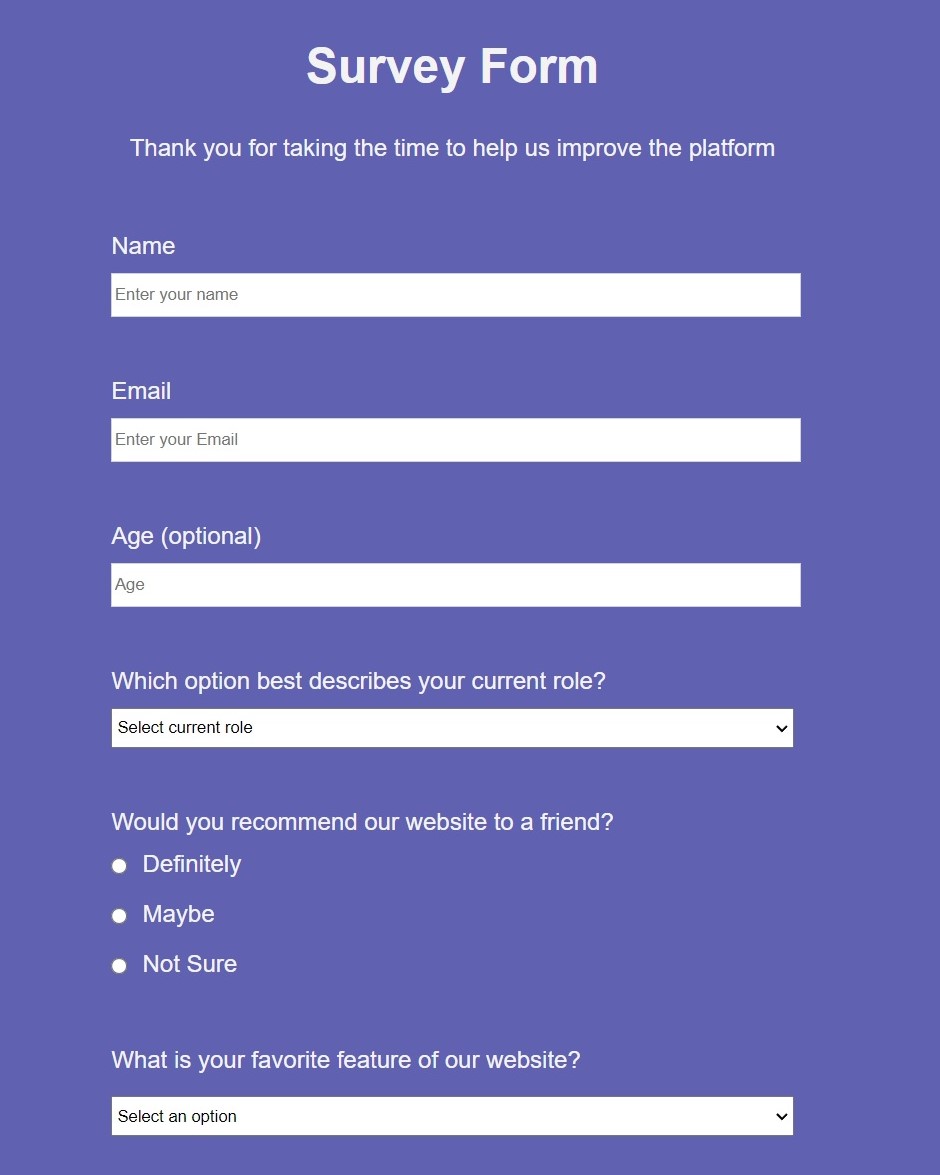 Survey Form
Thank you for taking the time to help us improve the platform
Name
Enter your name
Email
Enter your Email
Age (optional)
Age
Which option best describes your current role?
Select current role
Would you recommend our website to a friend?
Definitely
Maybe
Not Sure
What is your favorite feature of our website?
Select an option